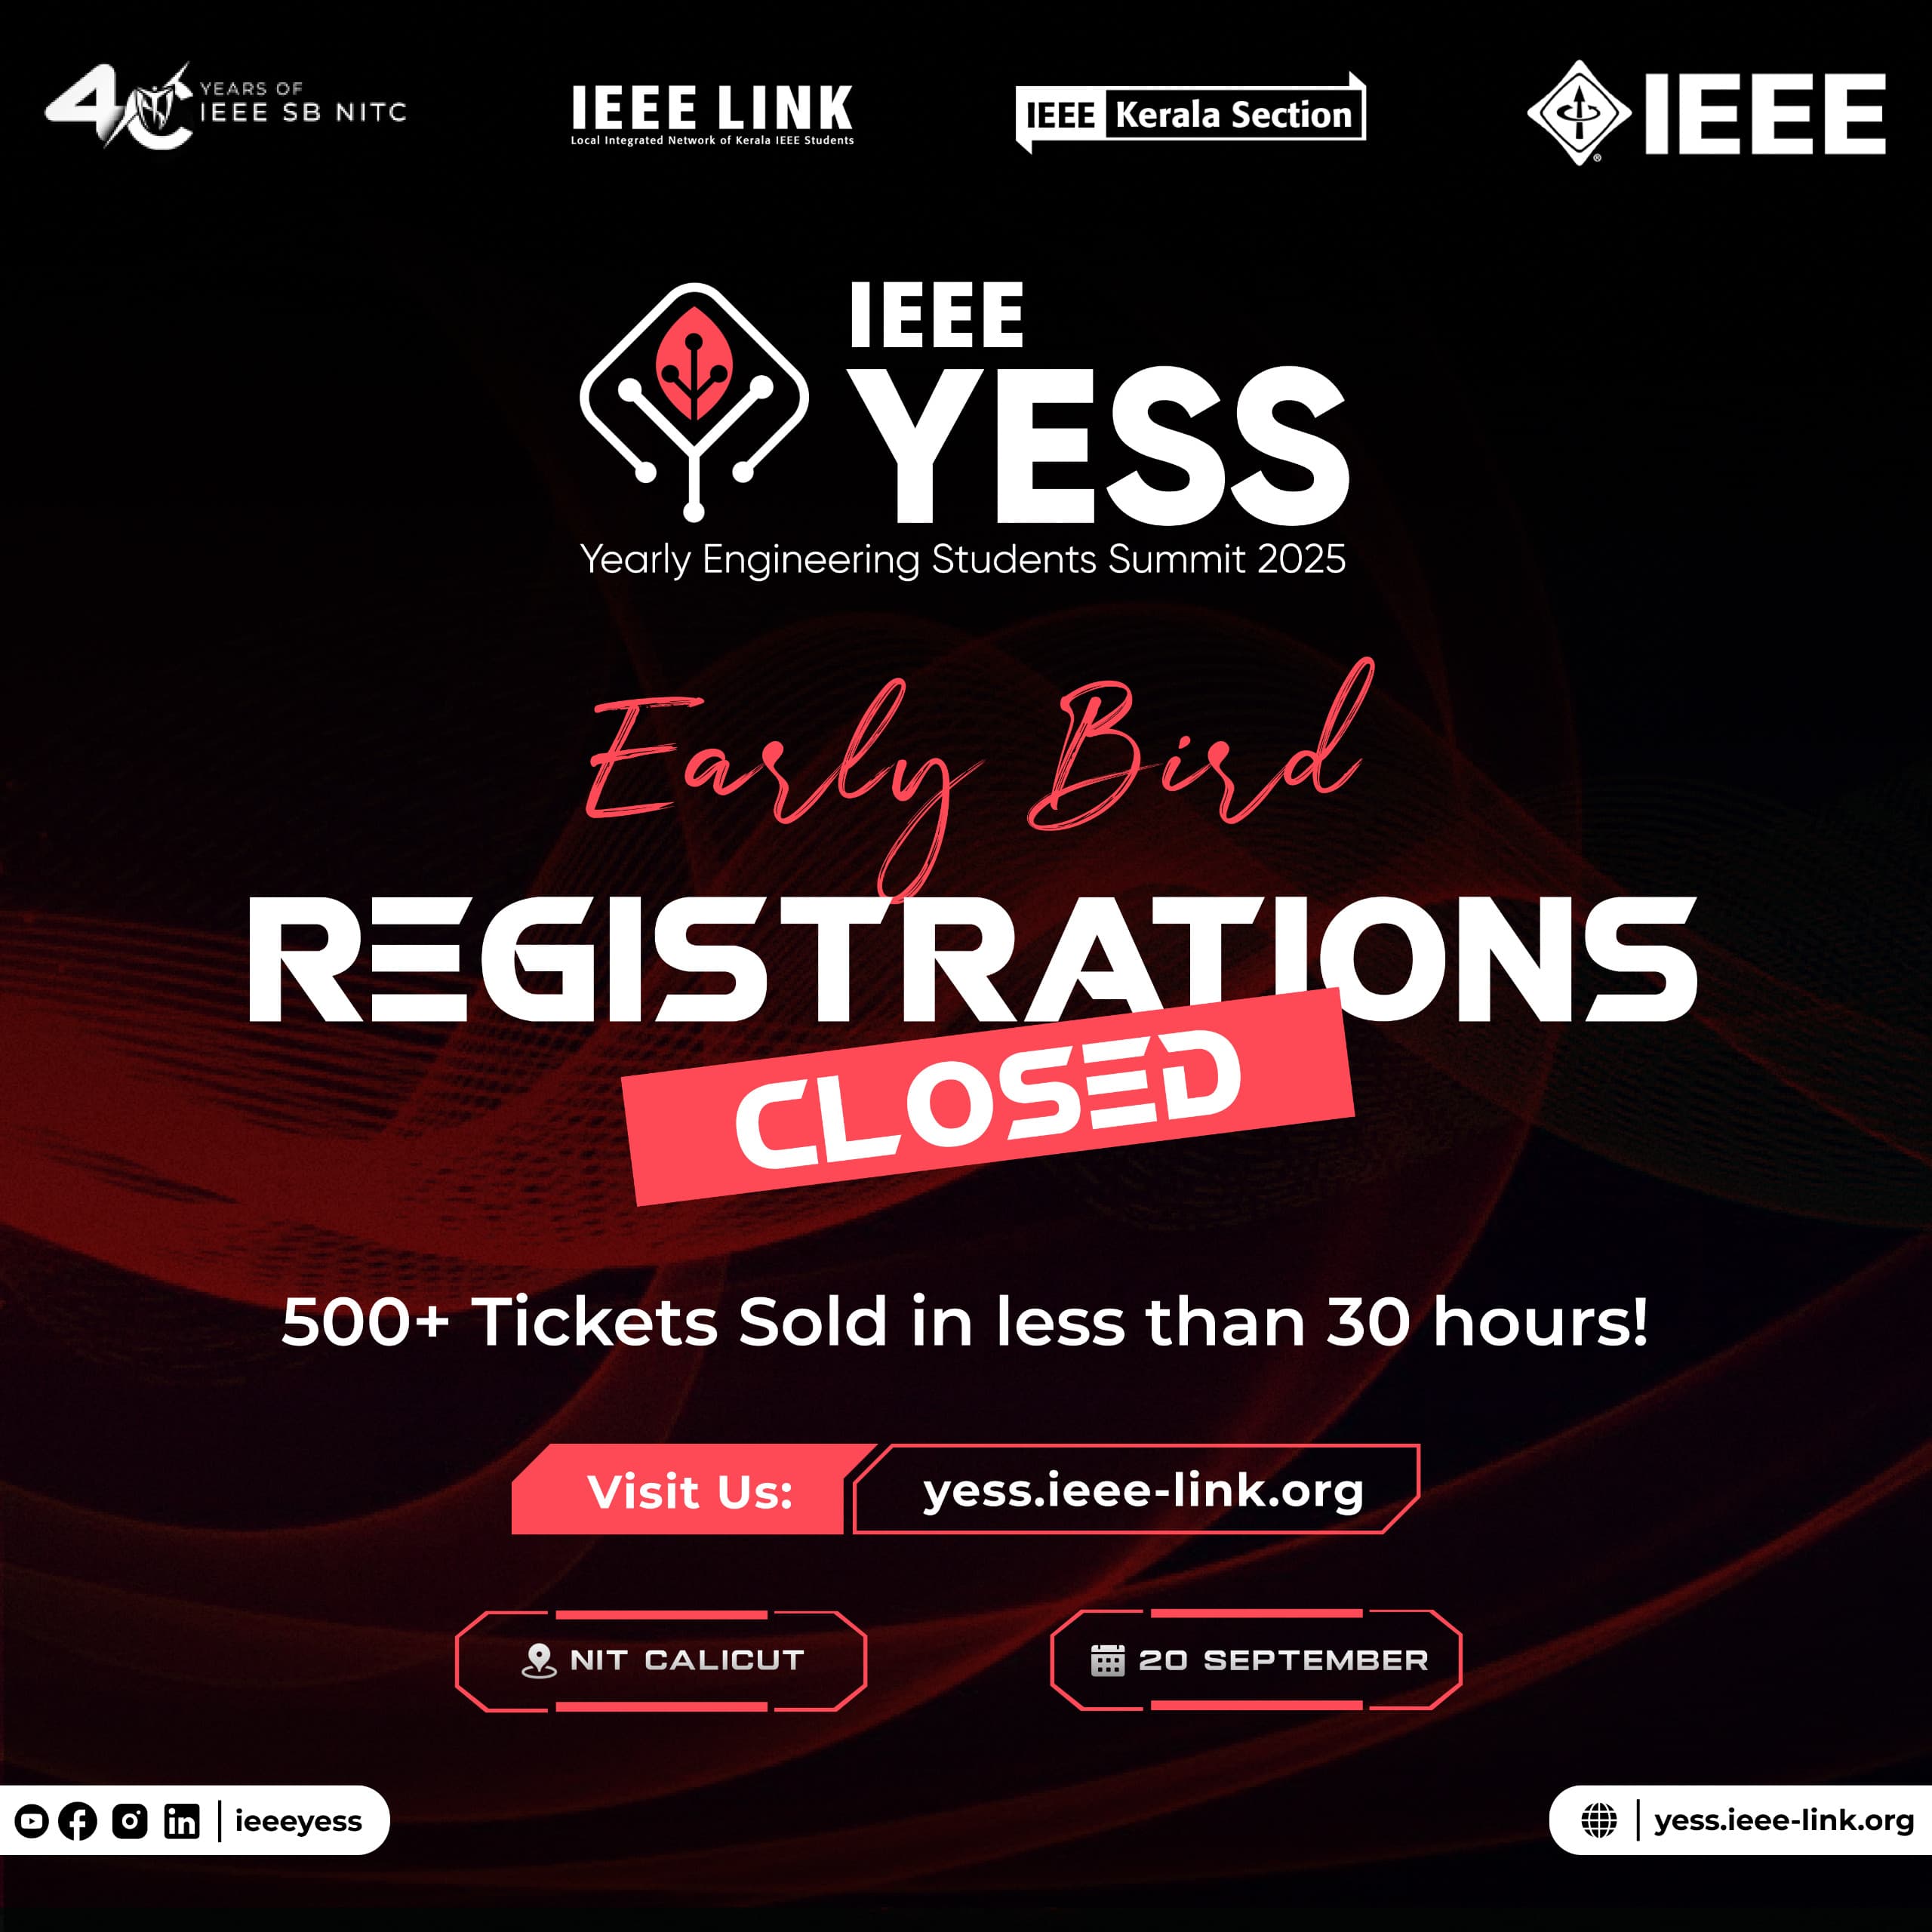 40 YEARS OF
IEEE SB NITC
IEEE LINK
Local Integrated Network of Kerala IEEE Students
IEEE Kerala Section
IEEE
IEEE
YESS
Yearly Engineering Students Summit 2025
Early Bird
REGISTRATIONS
CLOSED
500+ Tickets Sold in less than 30 hours!
Visit Us: yess.ieee-link.org
NIT CALICUT
20 SEPTEMBER
in ieeeyess
yess.ieee-link.org